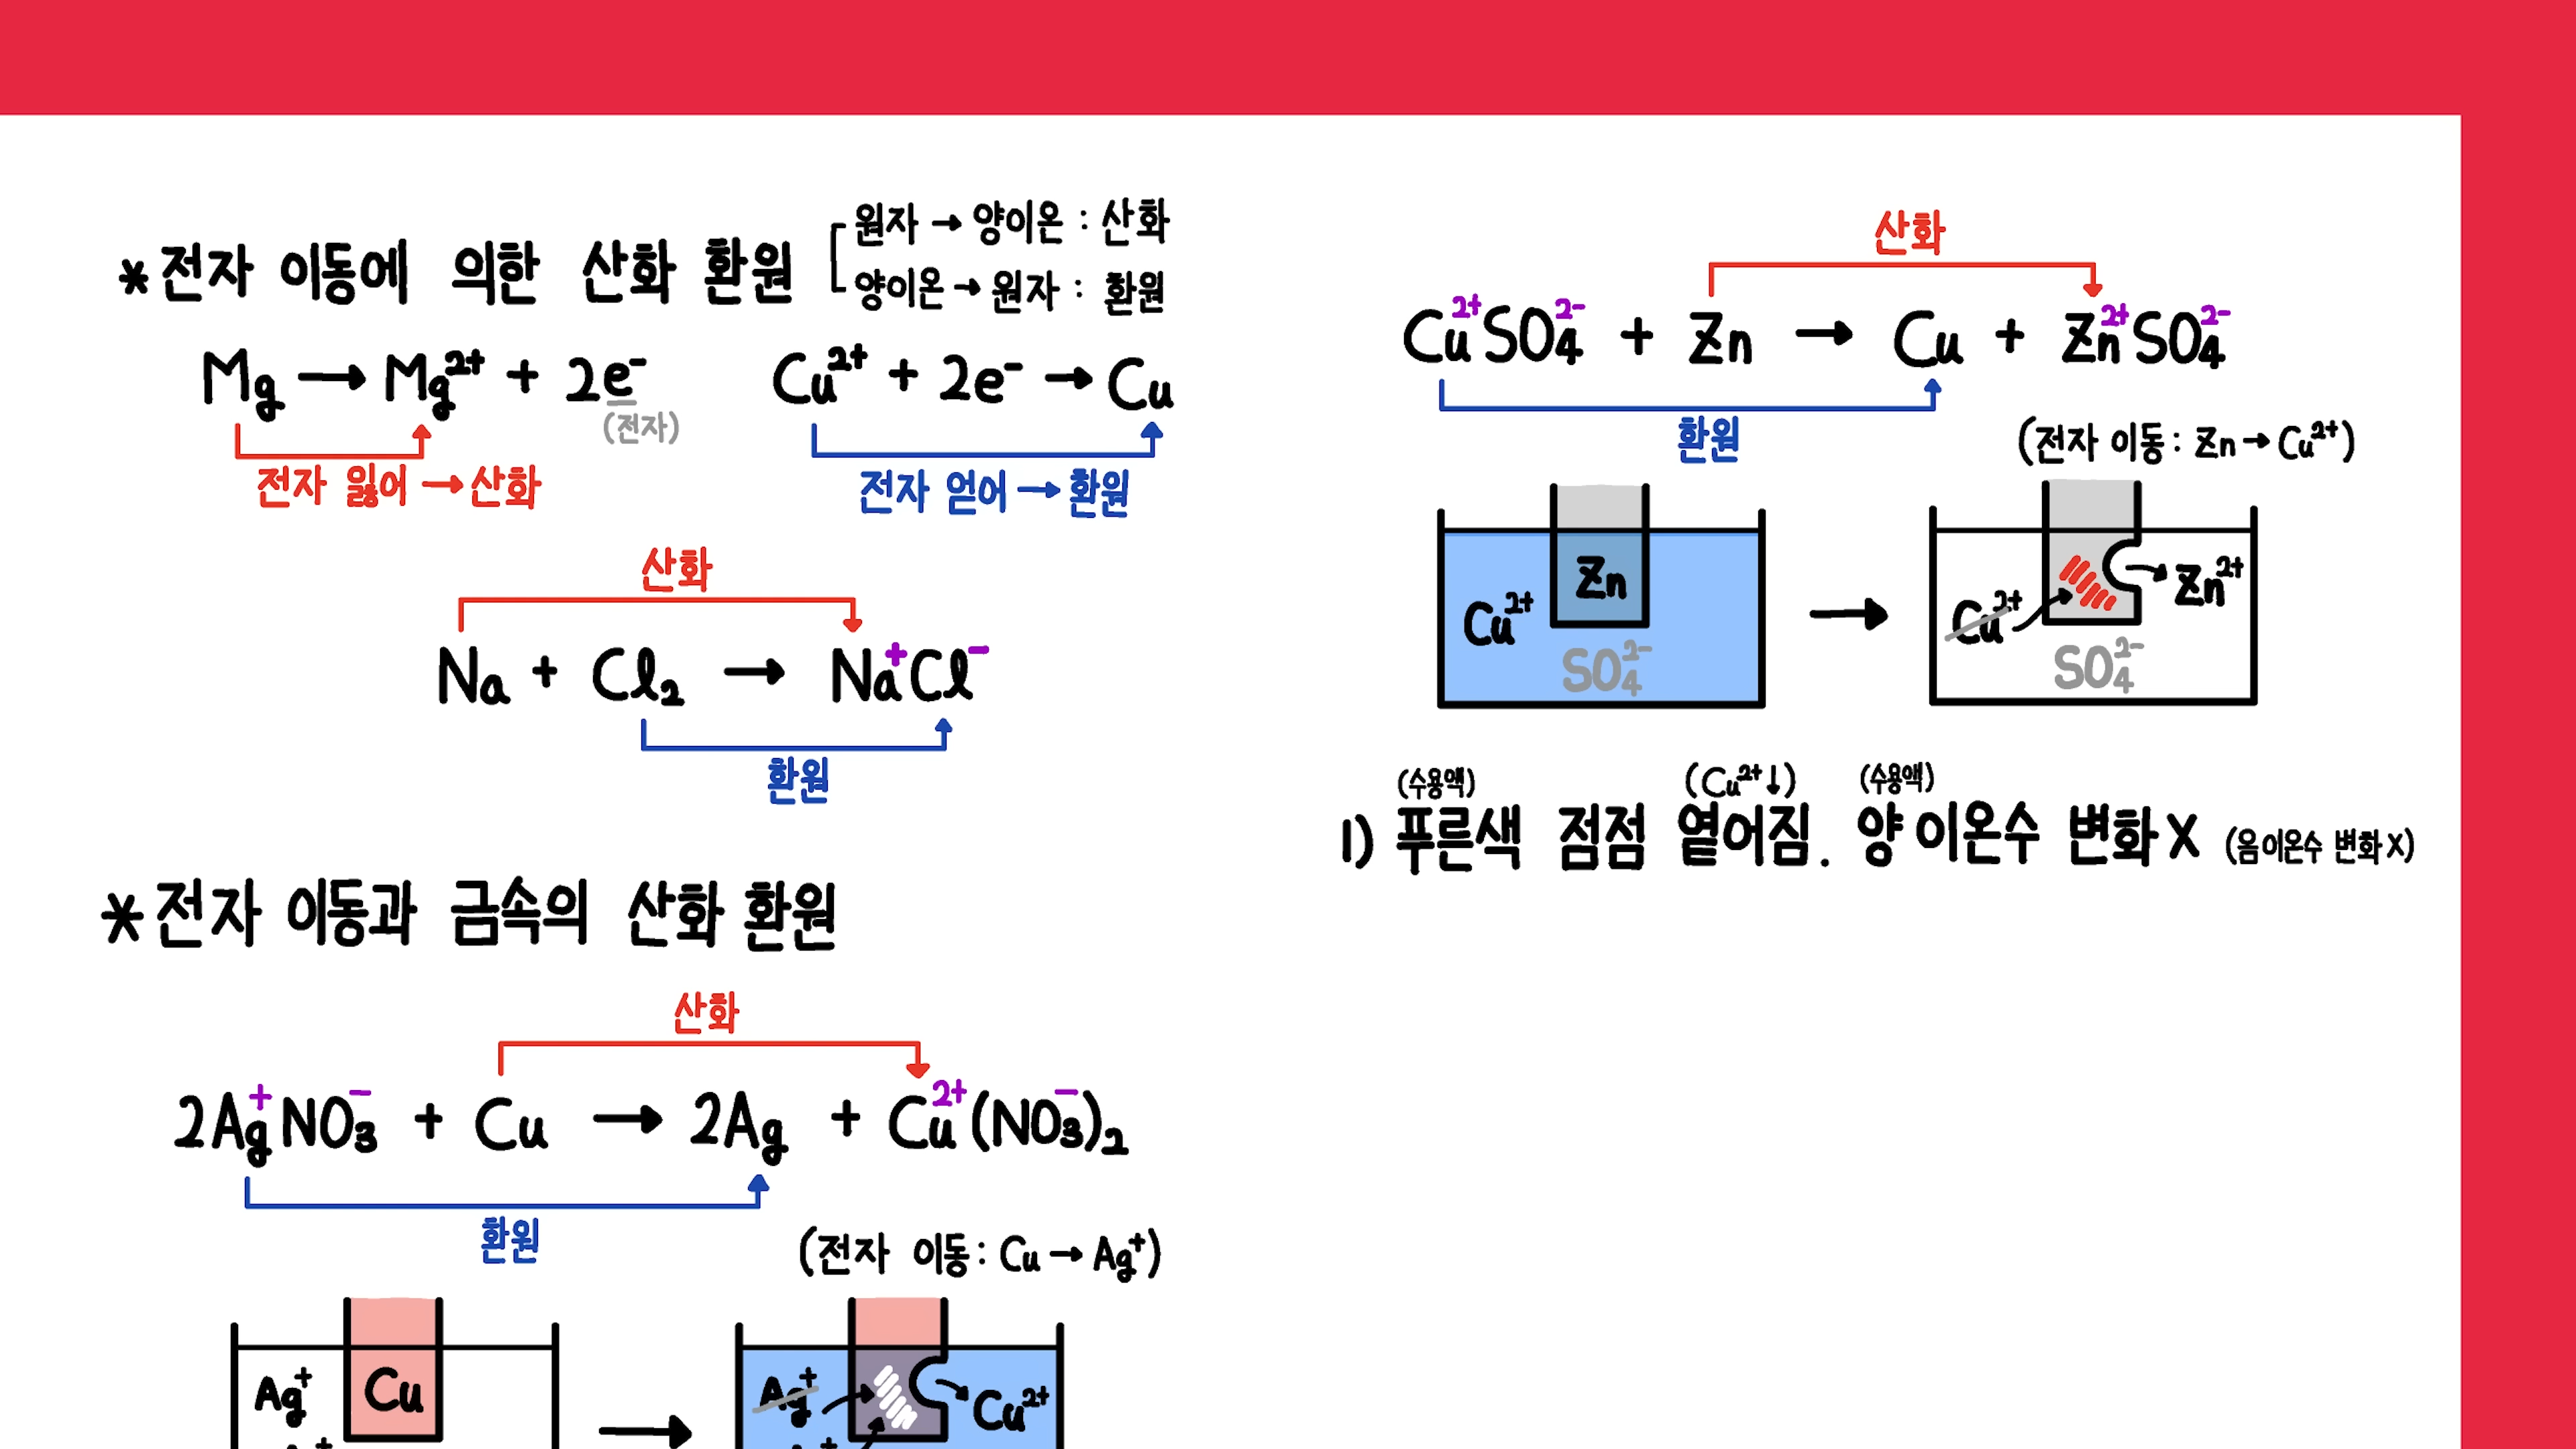 *전자 이동에 의한 산화 환원
원자 → 양이온 : 산화
양이온 → 원자 : 환원
Mg → Mg²⁺ + 2e⁻
(전자)
전자 잃어 → 산화
Cu²⁺ + 2e⁻ → Cu
전자 얻어 → 환원
산화
Na + Cl₂ → Na⁺Cl⁻
환원
*전자 이동과 금속의 산화 환원
산화
2Ag⁺NO₃⁻ + Cu → 2Ag + Cu²⁺(NO₃⁻)₂
환원
(전자 이동: Cu → Ag⁺)
Ag⁺
Cu
→
Ag⁺
Cu²⁺
산화
Cu²⁺SO₄²⁻ + Zn → Cu + Zn²⁺SO₄²⁻
환원
(전자 이동: Zn → Cu²⁺)
Zn
Cu²⁺
SO₄²⁻
→
Cu²⁺
Zn²⁺
SO₄²⁻
(수용액) (Cu²⁺↓) (수용액)
1) 푸른색 점점 옅어짐. 양이온수 변화 X (음이온수 변화 X)